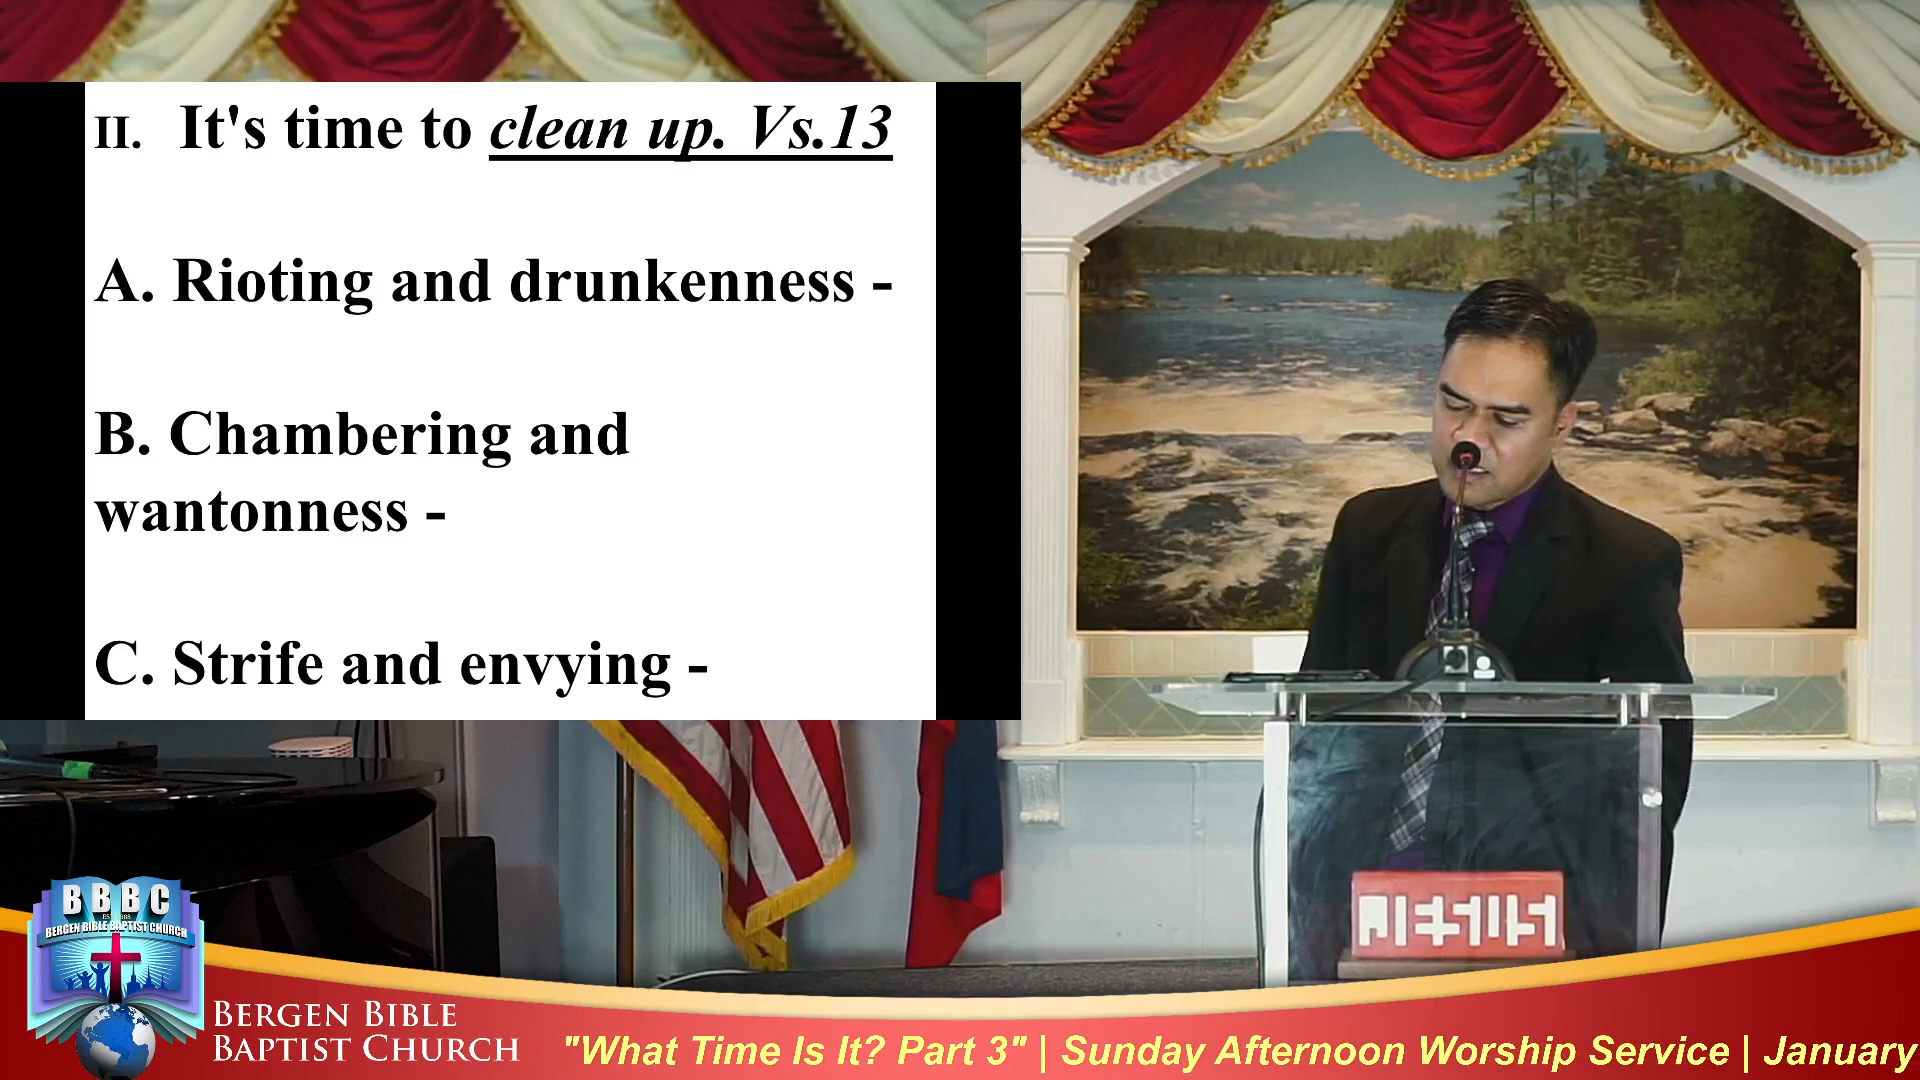 II. It's time to clean up. Vs.13
A. Rioting and drunkenness -
B. Chambering and
wantonness -
C. Strife and envying -
BBBC
BERGEN BIBLE BAPTIST CHURCH
BERGEN BIBLE
BAPTIST CHURCH
"What Time Is It? Part 3" | Sunday Afternoon Worship Service | January